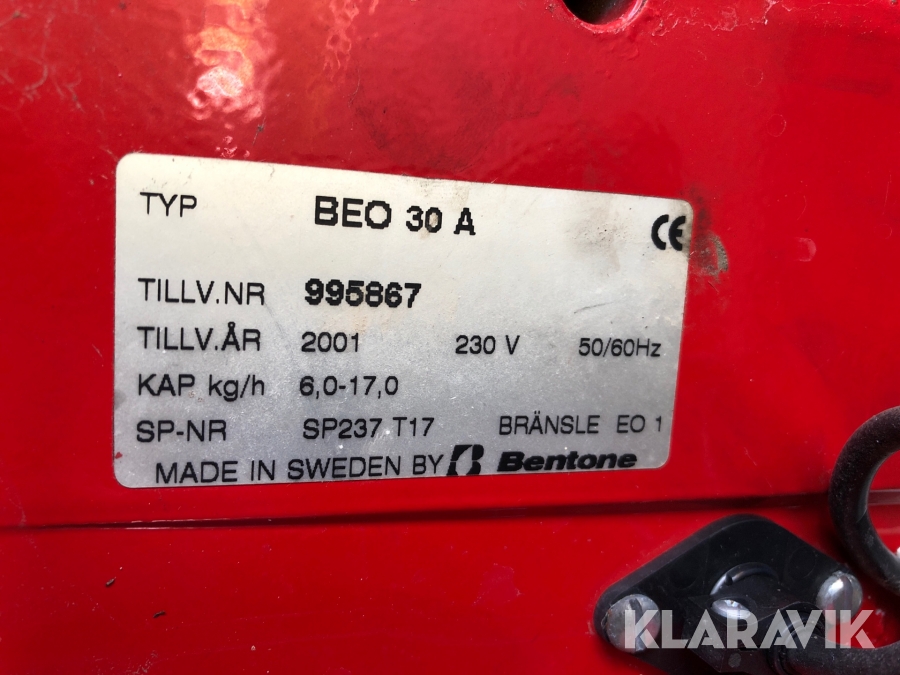 TYP BEO 30 A CE
TILLV.NR 995867
TILLV.ÅR 2001 230 V 50/60Hz
KAP kg/h 6,0-17,0
SP-NR SP237 T17 BRÄNSLE EO 1
MADE IN SWEDEN BY Bentone
KLARAVIK